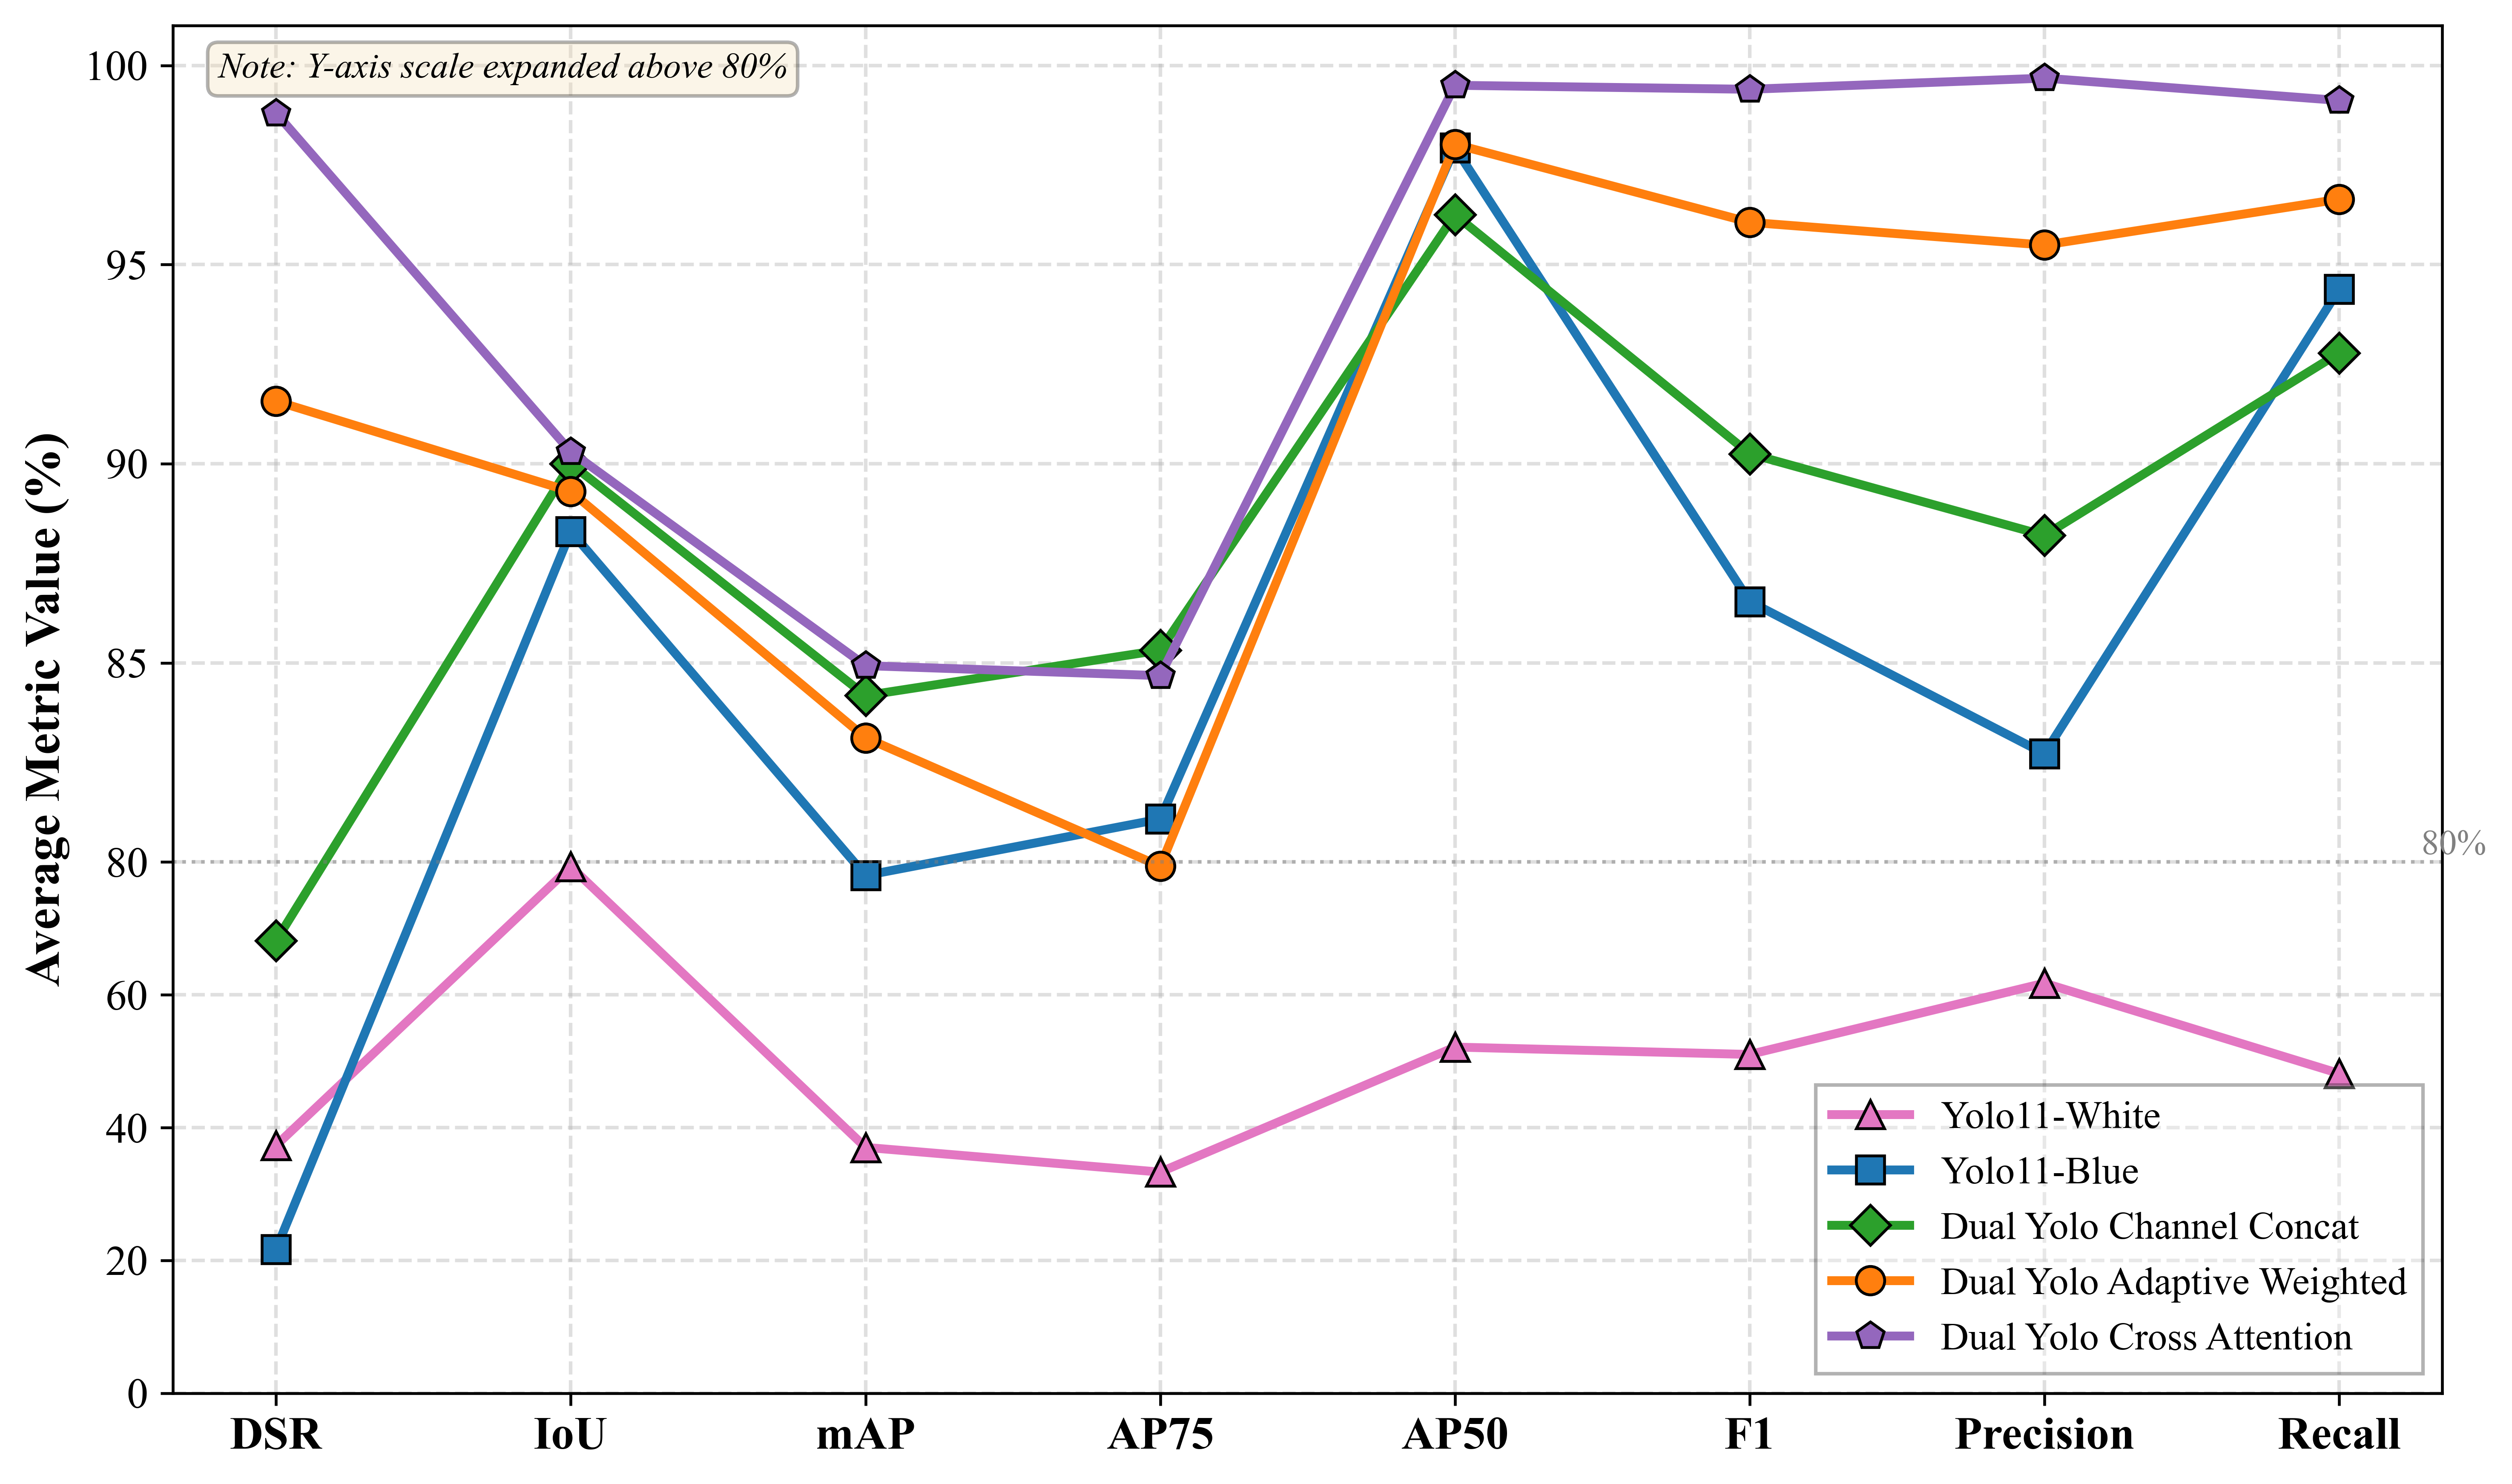 Note: Y-axis scale expanded above 80%
Average Metric Value (%)
100
95
90
85
80
60
40
20
0
80%
Yolo11-White
Yolo11-Blue
Dual Yolo Channel Concat
Dual Yolo Adaptive Weighted
Dual Yolo Cross Attention
DSR IoU mAP AP75 AP50 F1 Precision Recall